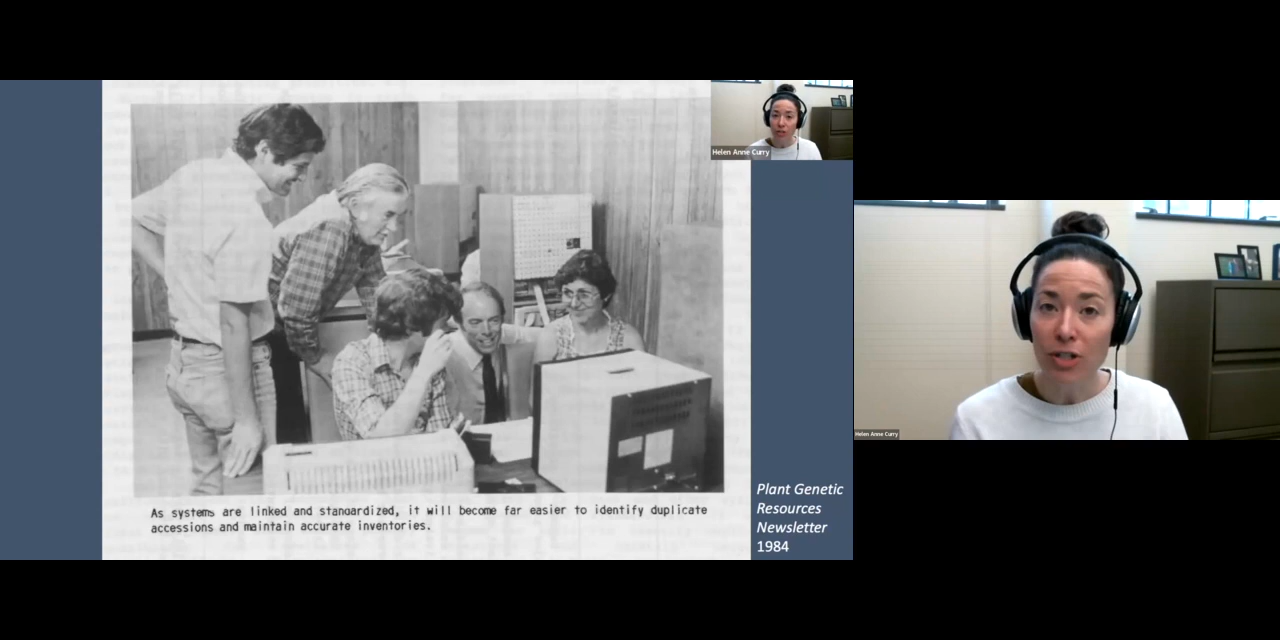 Helen Anne Curry
As systems are linked and standardized, it will become far easier to identify duplicate
accessions and maintain accurate inventories.
Plant Genetic
Resources
Newsletter
1984
Helen Anne Curry